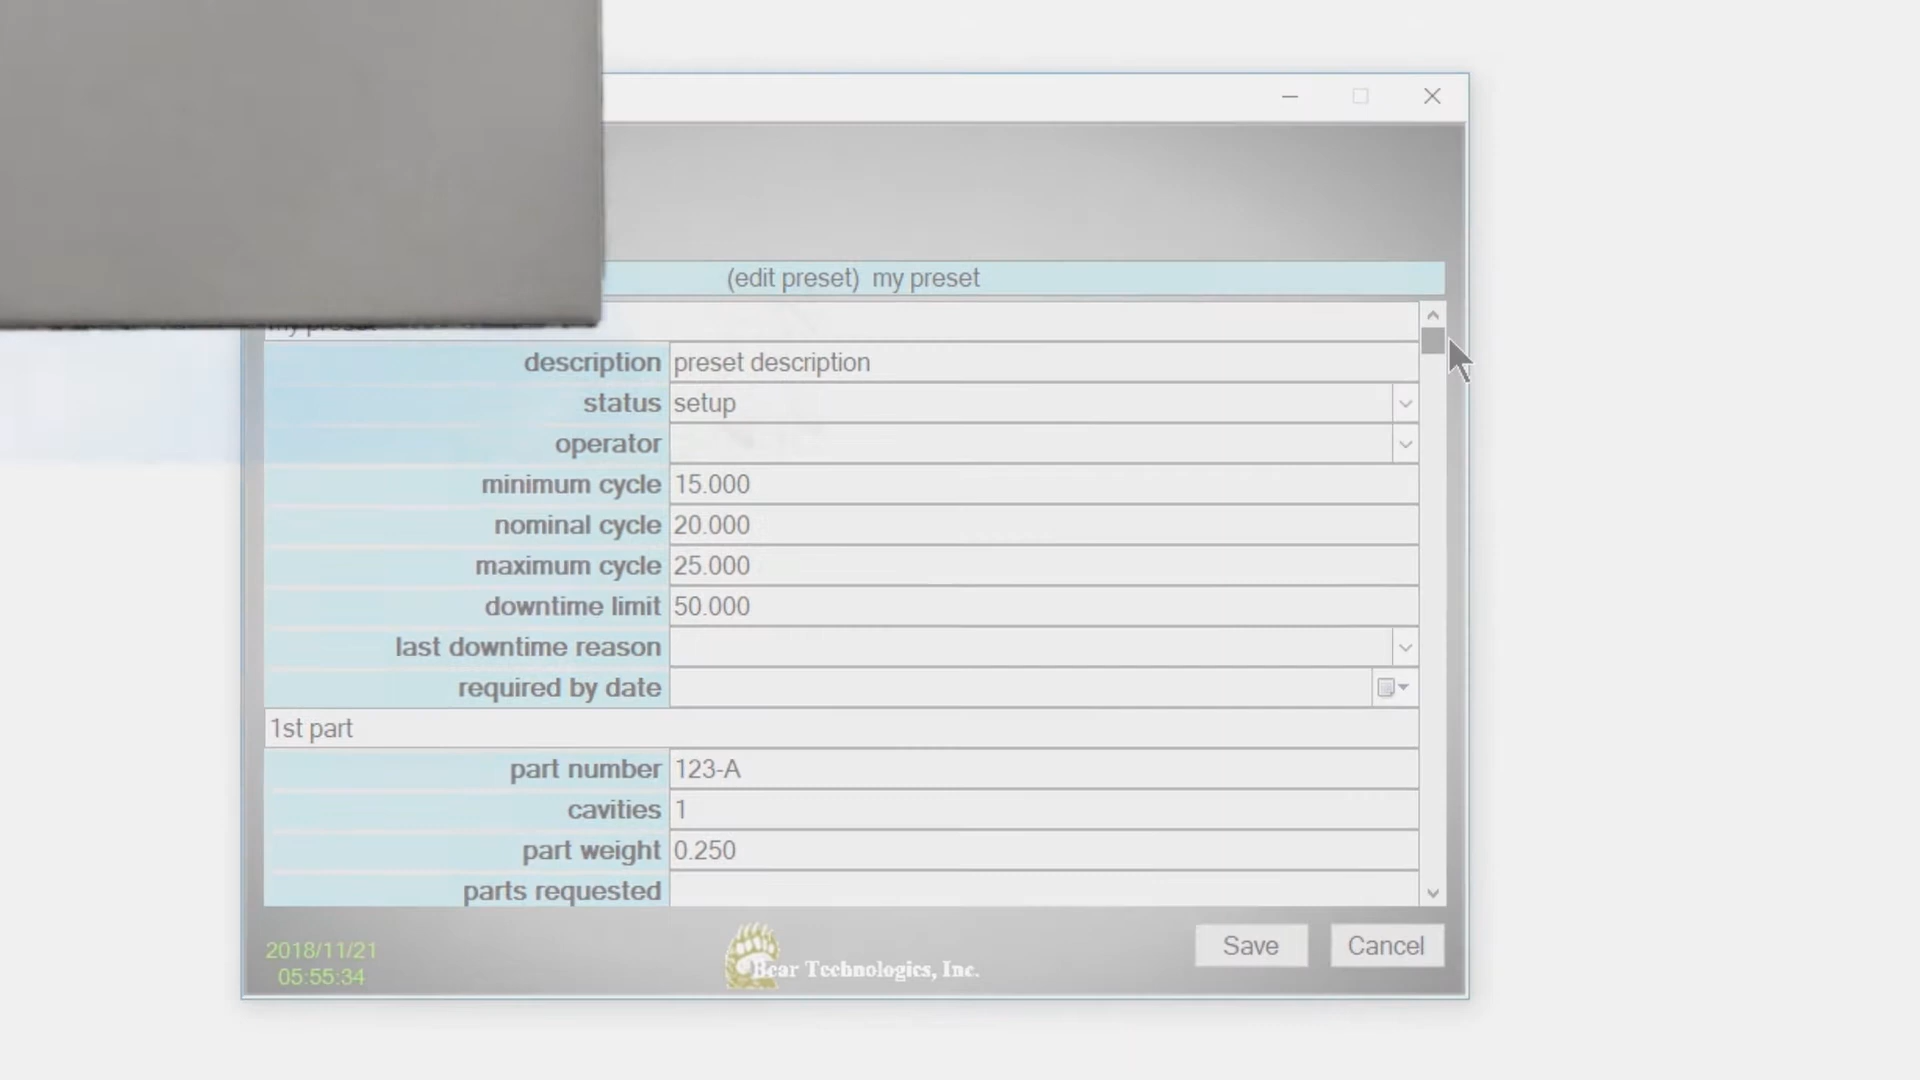 (edit preset) my preset
my preset
description preset description
status setup
operator
minimum cycle 15.000
nominal cycle 20.000
maximum cycle 25.000
downtime limit 50.000
last downtime reason
required by date
1st part
part number 123-A
cavities 1
part weight 0.250
parts requested
2018/11/21
05:55:34
Bear Technologies, Inc.
Save
Cancel